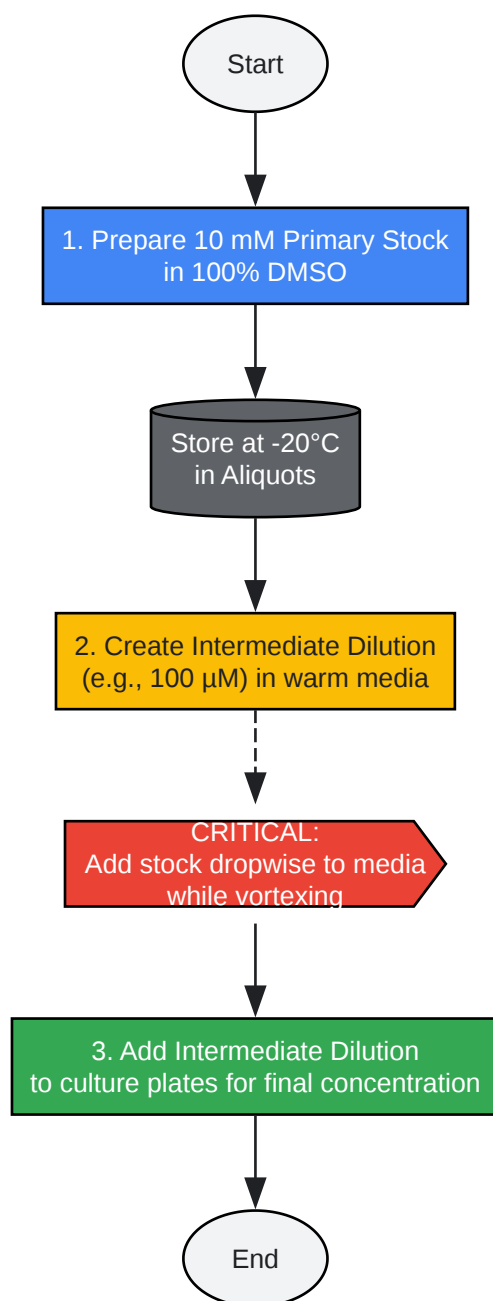 Start
1. Prepare 10 mM Primary Stock
in 100% DMSO
Store at -20°C
in Aliquots
2. Create Intermediate Dilution
(e.g., 100 µM) in warm media
CRITICAL:
Add stock dropwise to media
while vortexing
3. Add Intermediate Dilution
to culture plates for final concentration
End